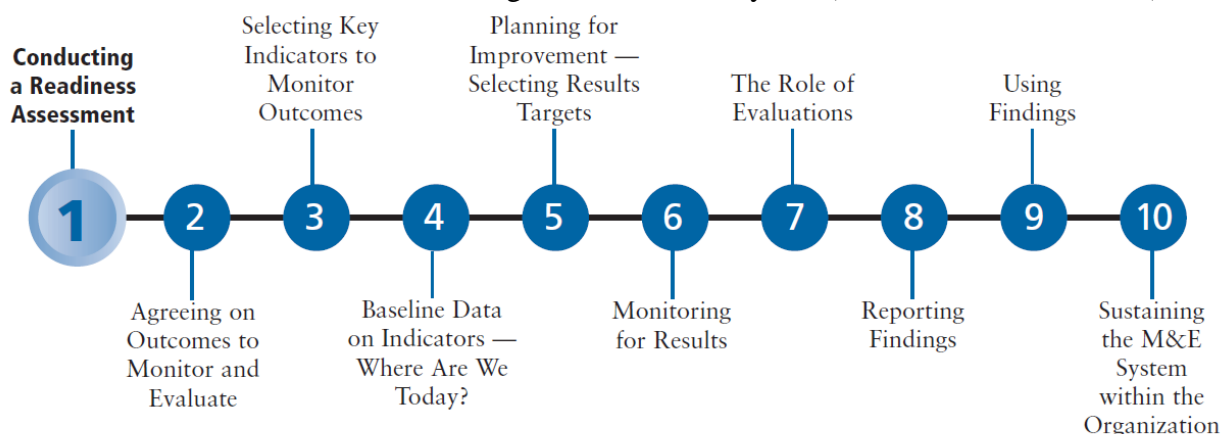 Conducting
a Readiness
Assessment
1
2
Agreeing on
Outcomes to
Monitor and
Evaluate
Selecting Key
Indicators to
Monitor
Outcomes
3
4
Baseline Data
on Indicators —
Where Are We
Today?
Planning for
Improvement —
Selecting Results
Targets
5
6
Monitoring
for Results
The Role of
Evaluations
7
8
Reporting
Findings
Using
Findings
9
10
Sustaining
the M&E
System
within the
Organization